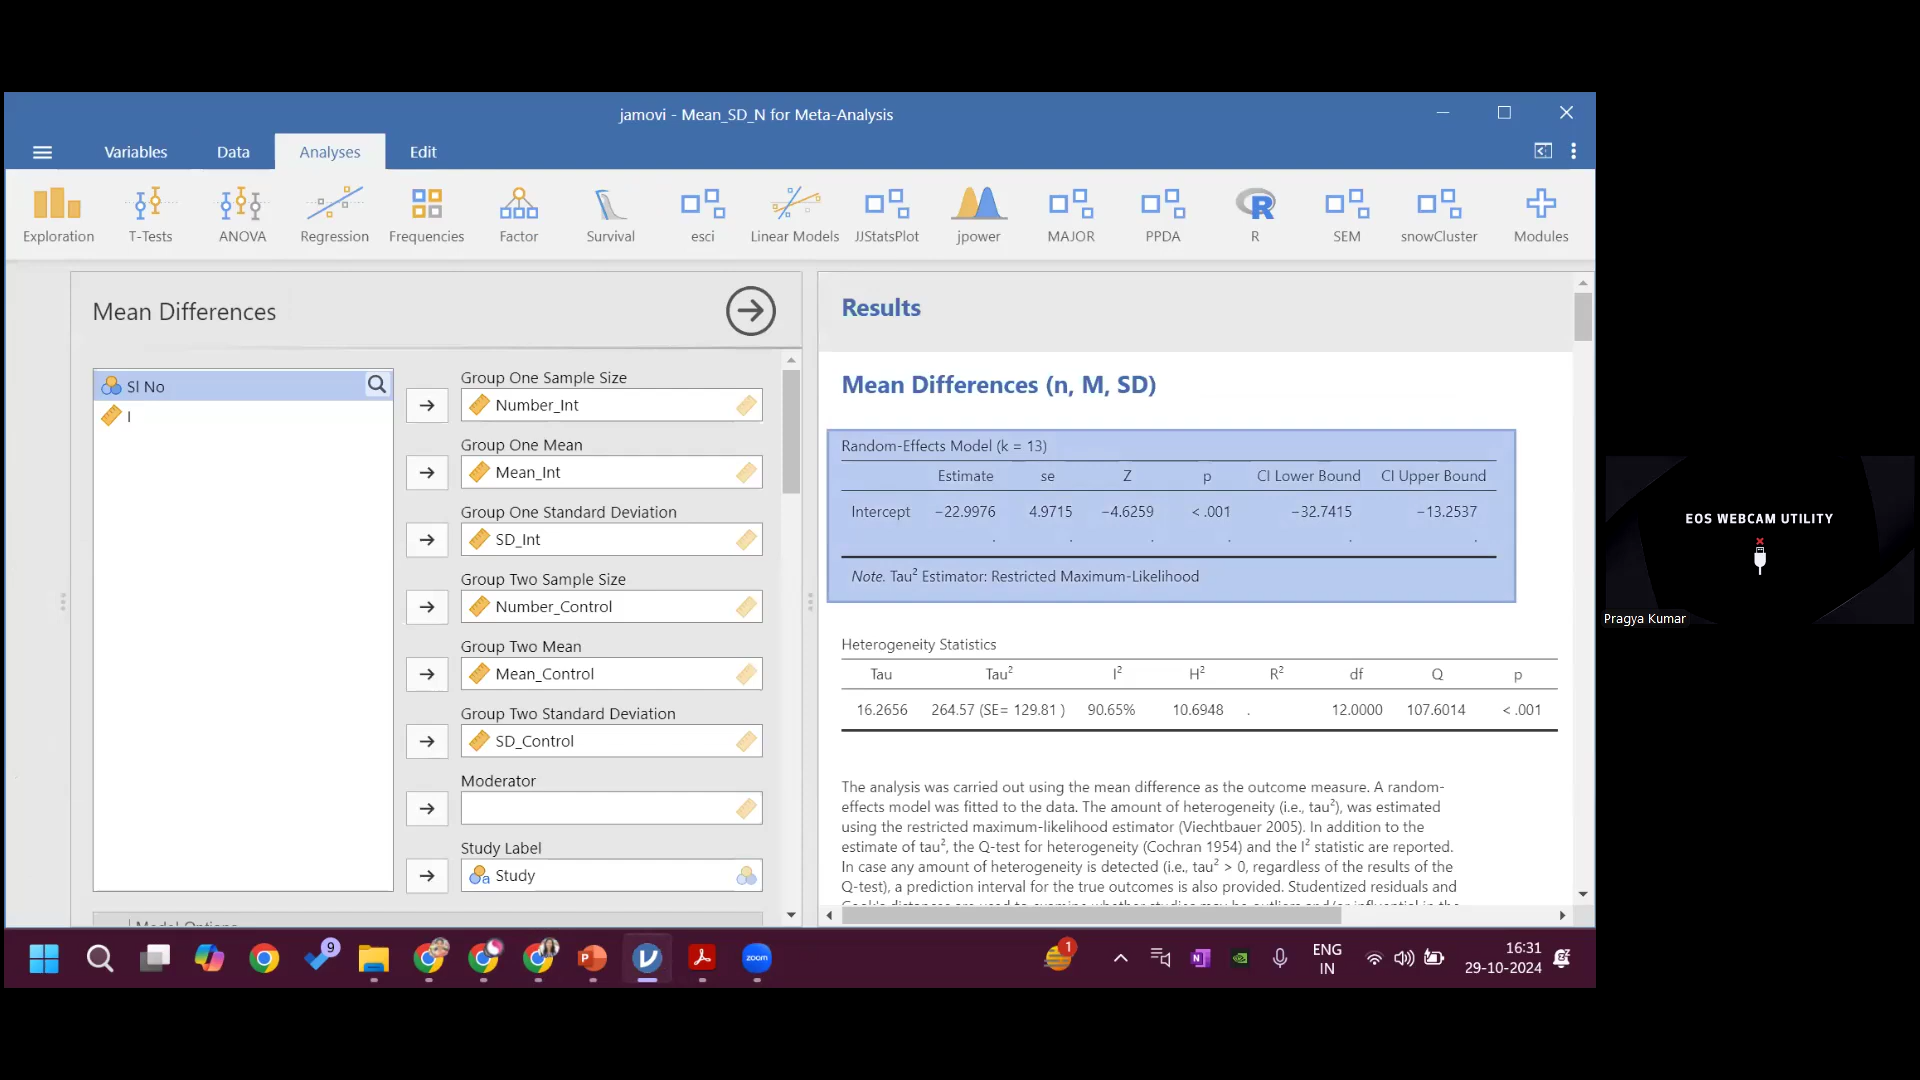 jamovi - Mean_SD_N for Meta-Analysis
Variables Data Analyses Edit
Exploration T-Tests ANOVA Regression Frequencies Factor Survival esci Linear Models JJStatsPlot jpower MAJOR PPDA R SEM snowCluster Modules
Mean Differences
Sl No
I
Group One Sample Size
Number_Int
Group One Mean
Mean_Int
Group One Standard Deviation
SD_Int
Group Two Sample Size
Number_Control
Group Two Mean
Mean_Control
Group Two Standard Deviation
SD_Control
Moderator
Study Label
Study
Model Options
Results
Mean Differences (n, M, SD)
Random-Effects Model (k = 13)
Estimate se Z p CI Lower Bound CI Upper Bound
Intercept −22.9976 4.9715 −4.6259 < .001 −32.7415 −13.2537
. . . . . .
Note. Tau² Estimator: Restricted Maximum-Likelihood
Heterogeneity Statistics
Tau Tau² I² H² R² df Q p
16.2656 264.57 (SE= 129.81 ) 90.65% 10.6948 . 12.0000 107.6014 < .001
The analysis was carried out using the mean difference as the outcome measure. A random-
effects model was fitted to the data. The amount of heterogeneity (i.e., tau²), was estimated
using the restricted maximum-likelihood estimator (Viechtbauer 2005). In addition to the
estimate of tau², the Q-test for heterogeneity (Cochran 1954) and the I² statistic are reported.
In case any amount of heterogeneity is detected (i.e., tau² > 0, regardless of the results of the
Q-test), a prediction interval for the true outcomes is also provided. Studentized residuals and
EOS WEBCAM UTILITY
Pragya Kumar
9
P
zoom
1
N
ENG
IN
16:31
29-10-2024